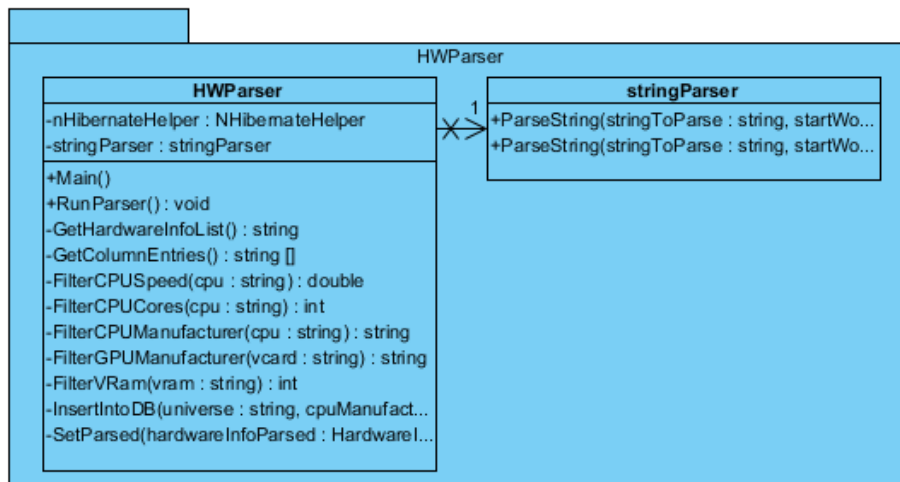 HWParser
HWParser
-nHibernateHelper : NHibernateHelper
-stringParser : stringParser
+Main()
+RunParser() : void
-GetHardwareInfoList() : string
-GetColumnEntries() : string []
-FilterCPUSpeed(cpu : string) : double
-FilterCPUCores(cpu : string) : int
-FilterCPUManufacturer(cpu : string) : string
-FilterGPUManufacturer(vcard : string) : string
-FilterVRam(vram : string) : int
-InsertIntoDB(universe : string, cpuManufact...
-SetParsed(hardwareInfoParsed : HardwareI...
1
stringParser
+ParseString(stringToParse : string, startWo...
+ParseString(stringToParse : string, startWo...